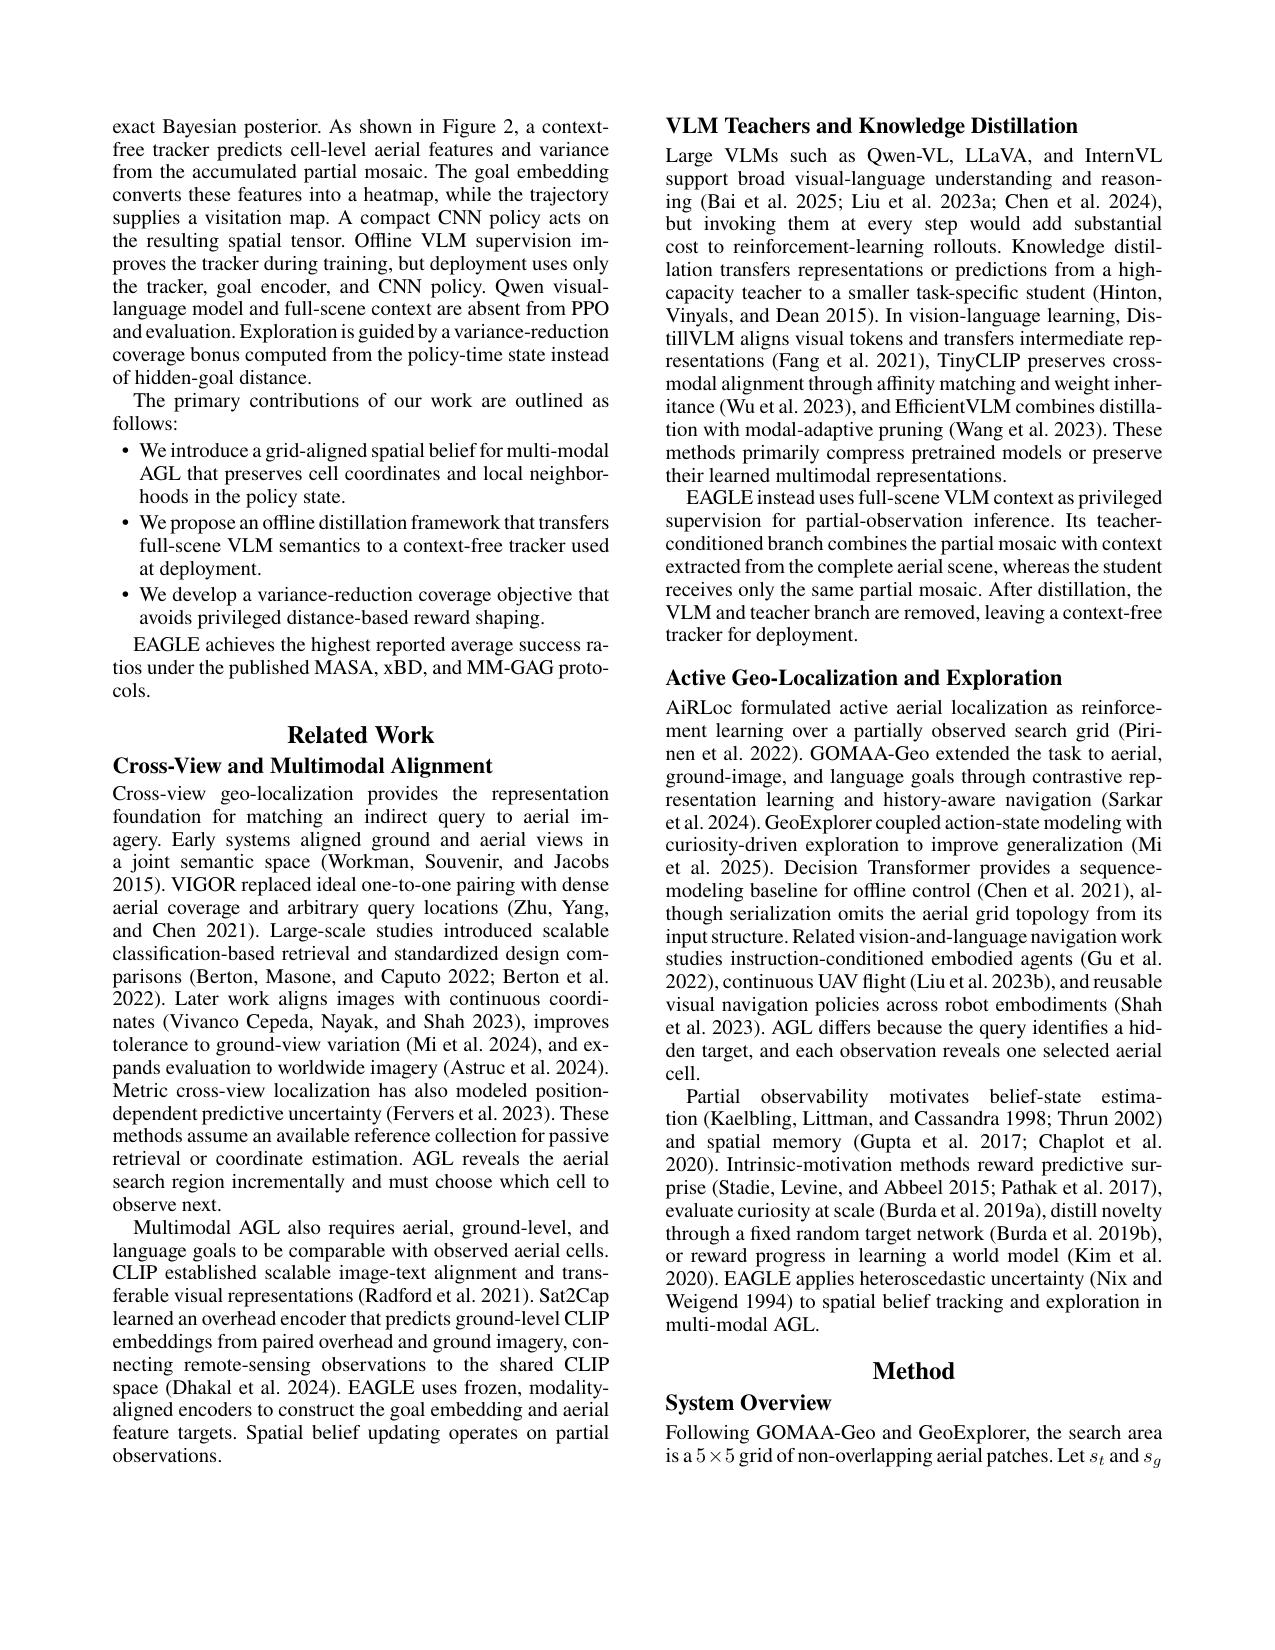 exact Bayesian posterior. As shown in Figure 2, a context-
free tracker predicts cell-level aerial features and variance
from the accumulated partial mosaic. The goal embedding
converts these features into a heatmap, while the trajectory
supplies a visitation map. A compact CNN policy acts on
the resulting spatial tensor. Offline VLM supervision im-
proves the tracker during training, but deployment uses only
the tracker, goal encoder, and CNN policy. Qwen visual-
language model and full-scene context are absent from PPO
and evaluation. Exploration is guided by a variance-reduction
coverage bonus computed from the policy-time state instead
of hidden-goal distance.
The primary contributions of our work are outlined as
follows:
• We introduce a grid-aligned spatial belief for multi-modal
AGL that preserves cell coordinates and local neighbor-
hoods in the policy state.
• We propose an offline distillation framework that transfers
full-scene VLM semantics to a context-free tracker used
at deployment.
• We develop a variance-reduction coverage objective that
avoids privileged distance-based reward shaping.
EAGLE achieves the highest reported average success ra-
tios under the published MASA, xBD, and MM-GAG proto-
cols.
Related Work
Cross-View and Multimodal Alignment
Cross-view geo-localization provides the representation
foundation for matching an indirect query to aerial im-
agery. Early systems aligned ground and aerial views in
a joint semantic space (Workman, Souvenir, and Jacobs
2015). VIGOR replaced ideal one-to-one pairing with dense
aerial coverage and arbitrary query locations (Zhu, Yang,
and Chen 2021). Large-scale studies introduced scalable
classification-based retrieval and standardized design com-
parisons (Berton, Masone, and Caputo 2022; Berton et al.
2022). Later work aligns images with continuous coordi-
nates (Vivanco Cepeda, Nayak, and Shah 2023), improves
tolerance to ground-view variation (Mi et al. 2024), and ex-
pands evaluation to worldwide imagery (Astruc et al. 2024).
Metric cross-view localization has also modeled position-
dependent predictive uncertainty (Fervers et al. 2023). These
methods assume an available reference collection for passive
retrieval or coordinate estimation. AGL reveals the aerial
search region incrementally and must choose which cell to
observe next.
Multimodal AGL also requires aerial, ground-level, and
language goals to be comparable with observed aerial cells.
CLIP established scalable image-text alignment and trans-
ferable visual representations (Radford et al. 2021). Sat2Cap
learned an overhead encoder that predicts ground-level CLIP
embeddings from paired overhead and ground imagery, con-
necting remote-sensing observations to the shared CLIP
space (Dhakal et al. 2024). EAGLE uses frozen, modality-
aligned encoders to construct the goal embedding and aerial
feature targets. Spatial belief updating operates on partial
observations.
VLM Teachers and Knowledge Distillation
Large VLMs such as Qwen-VL, LLaVA, and InternVL
support broad visual-language understanding and reason-
ing (Bai et al. 2025; Liu et al. 2023a; Chen et al. 2024),
but invoking them at every step would add substantial
cost to reinforcement-learning rollouts. Knowledge distil-
lation transfers representations or predictions from a high-
capacity teacher to a smaller task-specific student (Hinton,
Vinyals, and Dean 2015). In vision-language learning, Dis-
tillVLM aligns visual tokens and transfers intermediate rep-
resentations (Fang et al. 2021), TinyCLIP preserves cross-
modal alignment through affinity matching and weight inher-
itance (Wu et al. 2023), and EfficientVLM combines distilla-
tion with modal-adaptive pruning (Wang et al. 2023). These
methods primarily compress pretrained models or preserve
their learned multimodal representations.
EAGLE instead uses full-scene VLM context as privileged
supervision for partial-observation inference. Its teacher-
conditioned branch combines the partial mosaic with context
extracted from the complete aerial scene, whereas the student
receives only the same partial mosaic. After distillation, the
VLM and teacher branch are removed, leaving a context-free
tracker for deployment.
Active Geo-Localization and Exploration
AiRLoc formulated active aerial localization as reinforce-
ment learning over a partially observed search grid (Piri-
nen et al. 2022). GOMAA-Geo extended the task to aerial,
ground-image, and language goals through contrastive rep-
resentation learning and history-aware navigation (Sarkar
et al. 2024). GeoExplorer coupled action-state modeling with
curiosity-driven exploration to improve generalization (Mi
et al. 2025). Decision Transformer provides a sequence-
modeling baseline for offline control (Chen et al. 2021), al-
though serialization omits the aerial grid topology from its
input structure. Related vision-and-language navigation work
studies instruction-conditioned embodied agents (Gu et al.
2022), continuous UAV flight (Liu et al. 2023b), and reusable
visual navigation policies across robot embodiments (Shah
et al. 2023). AGL differs because the query identifies a hid-
den target, and each observation reveals one selected aerial
cell.
Partial observability motivates belief-state estima-
tion (Kaelbling, Littman, and Cassandra 1998; Thrun 2002)
and spatial memory (Gupta et al. 2017; Chaplot et al.
2020). Intrinsic-motivation methods reward predictive sur-
prise (Stadie, Levine, and Abbeel 2015; Pathak et al. 2017),
evaluate curiosity at scale (Burda et al. 2019a), distill novelty
through a fixed random target network (Burda et al. 2019b),
or reward progress in learning a world model (Kim et al.
2020). EAGLE applies heteroscedastic uncertainty (Nix and
Weigend 1994) to spatial belief tracking and exploration in
multi-modal AGL.
Method
System Overview
Following GOMAA-Geo and GeoExplorer, the search area
is a 5×5 grid of non-overlapping aerial patches. Let s_t and s_g